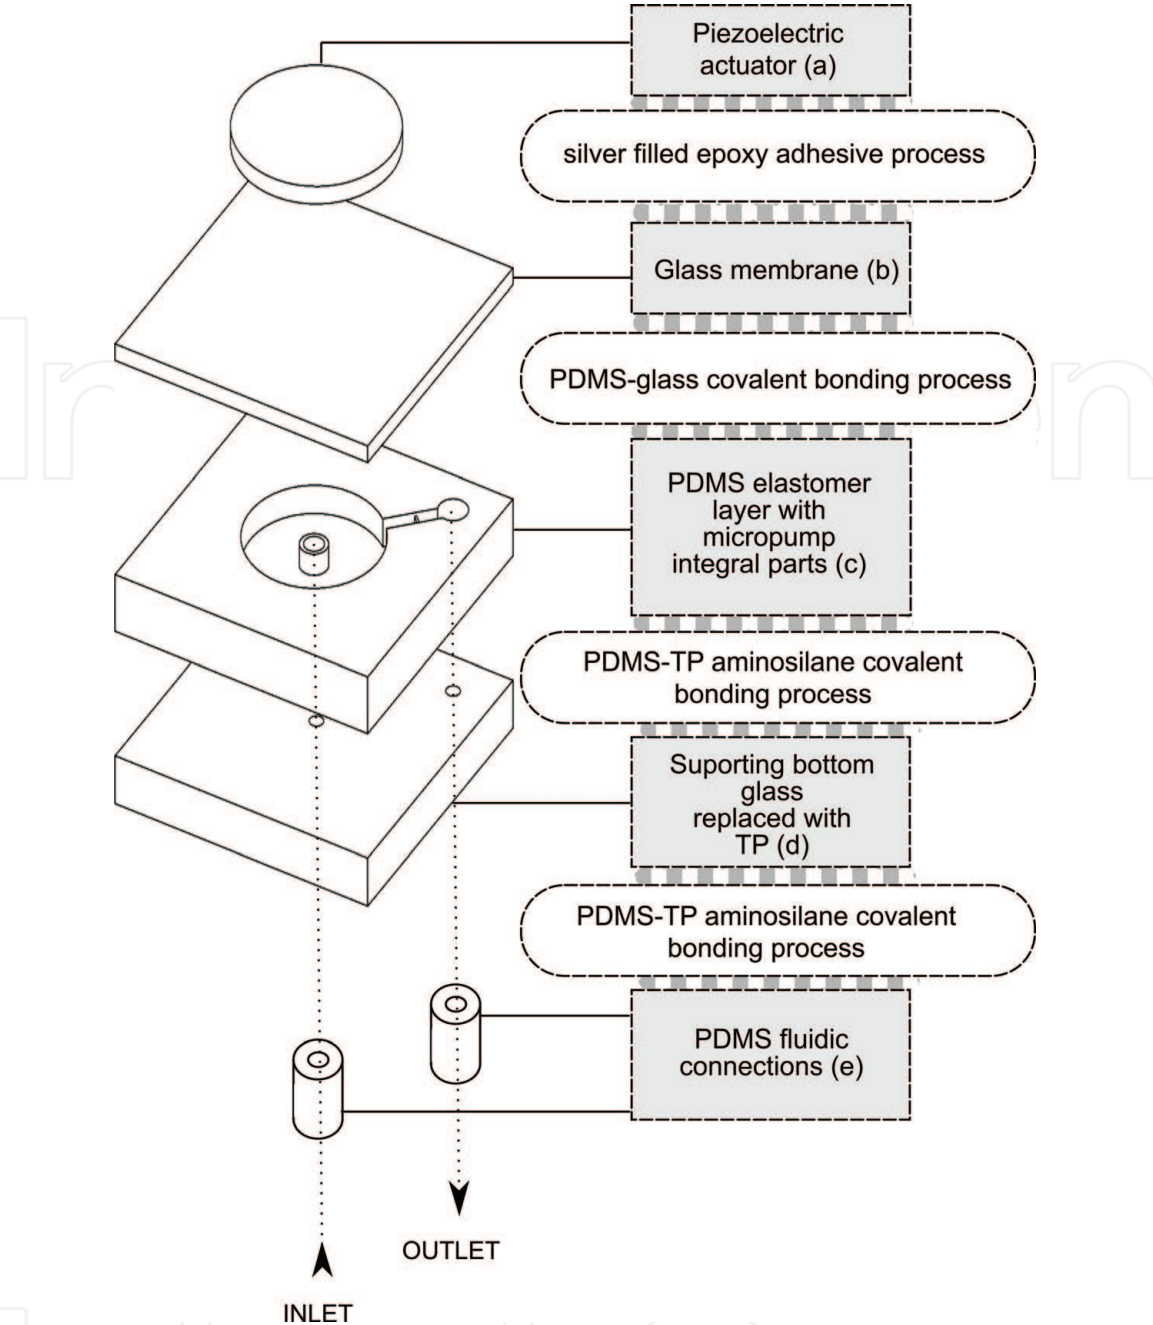 Piezoelectric
actuator (a)
silver filled epoxy adhesive process
Glass membrane (b)
PDMS-glass covalent bonding process
PDMS elastomer
layer with
micropump
integral parts (c)
PDMS-TP aminosilane covalent
bonding process
Suporting bottom
glass
replaced with
TP (d)
PDMS-TP aminosilane covalent
bonding process
PDMS fluidic
connections (e)
OUTLET
INLET